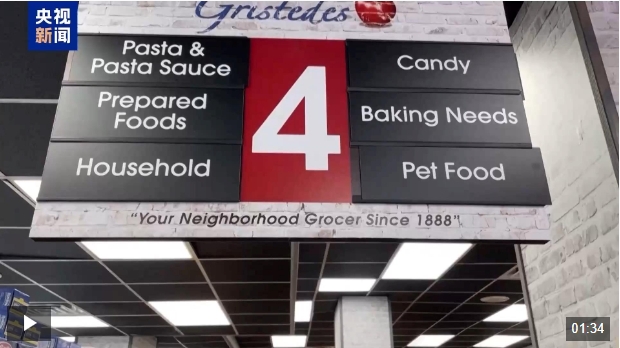 央视
新闻
Gristedes
Pasta &
Pasta Sauce
Prepared
Foods
Household
4
Candy
Baking Needs
Pet Food
"Your Neighborhood Grocer Since 1888"
01:34